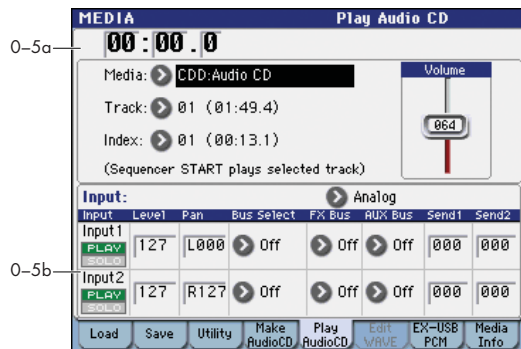 MEDIA Play Audio CD
0–5a
00:00.0
Media: CDD:Audio CD
Volume
Track: 01 (01:49.4)
064
Index: 01 (00:13.1)
(Sequencer START plays selected track)
Input: Analog
Input Level Pan Bus Select FX Bus AUX Bus Send1 Send2
Input1
PLAY 127 L000 Off Off Off 000 000
SOLO
0–5b
Input2
PLAY 127 R127 Off Off Off 000 000
SOLO
Load Save Utility Make AudioCD Play AudioCD Edit WAVE EX-USB PCM Media Info